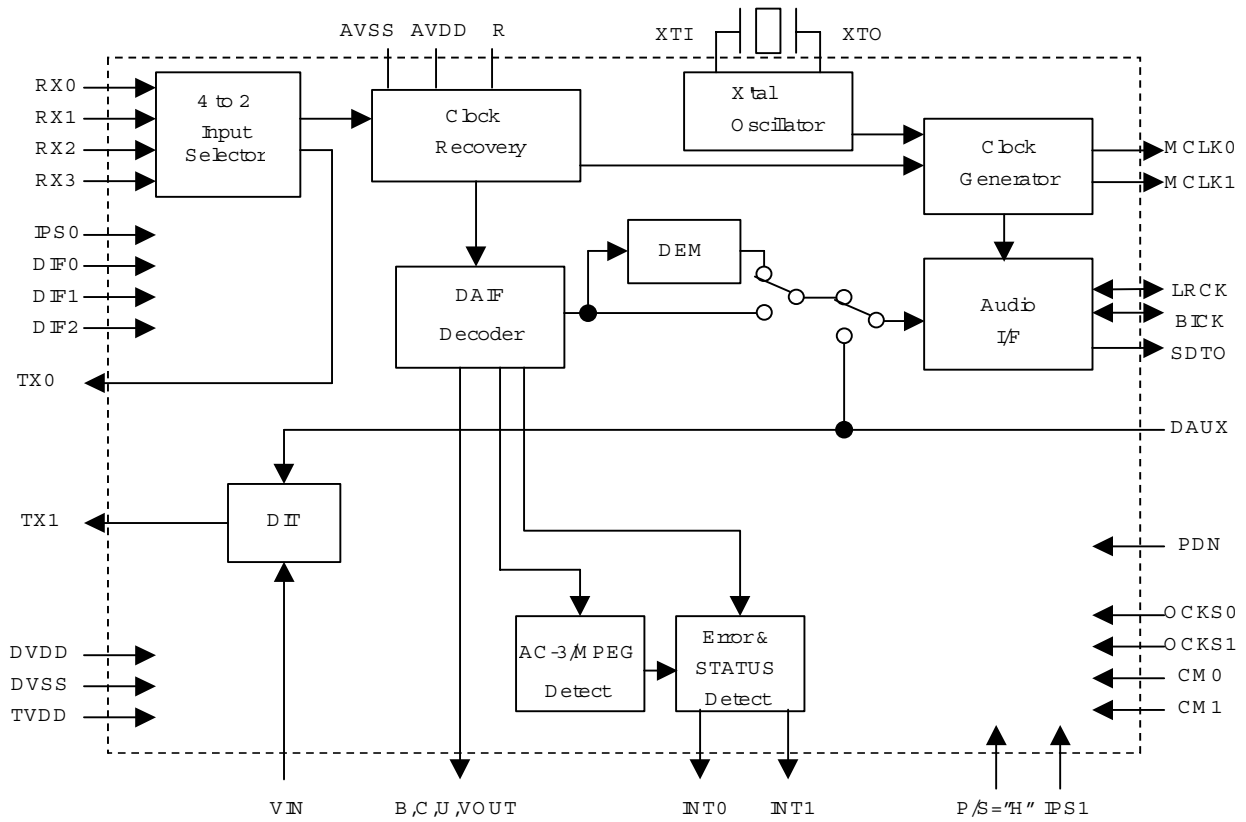 AVSS
AVDD
R
XTI
XTO
RX0
RX1
RX2
RX3
4 to 2
Input
Selector
Clock
Recovery
X'tal
Oscillator
Clock
Generator
MCLK0
MCLK1
IPS0
DIF0
DIF1
DIF2
DEM
DAIF
Decoder
Audio
I/F
LRCK
BICK
SDTO
TX0
DAUX
TX1
DIT
PDN
OCKS0
OCKS1
CM0
CM1
DVDD
DVSS
TVDD
AC-3/MPEG
Detect
Error &
STATUS
Detect
VIN
B,C,U,VOUT
INT0
INT1
P/S="H"
IPS1